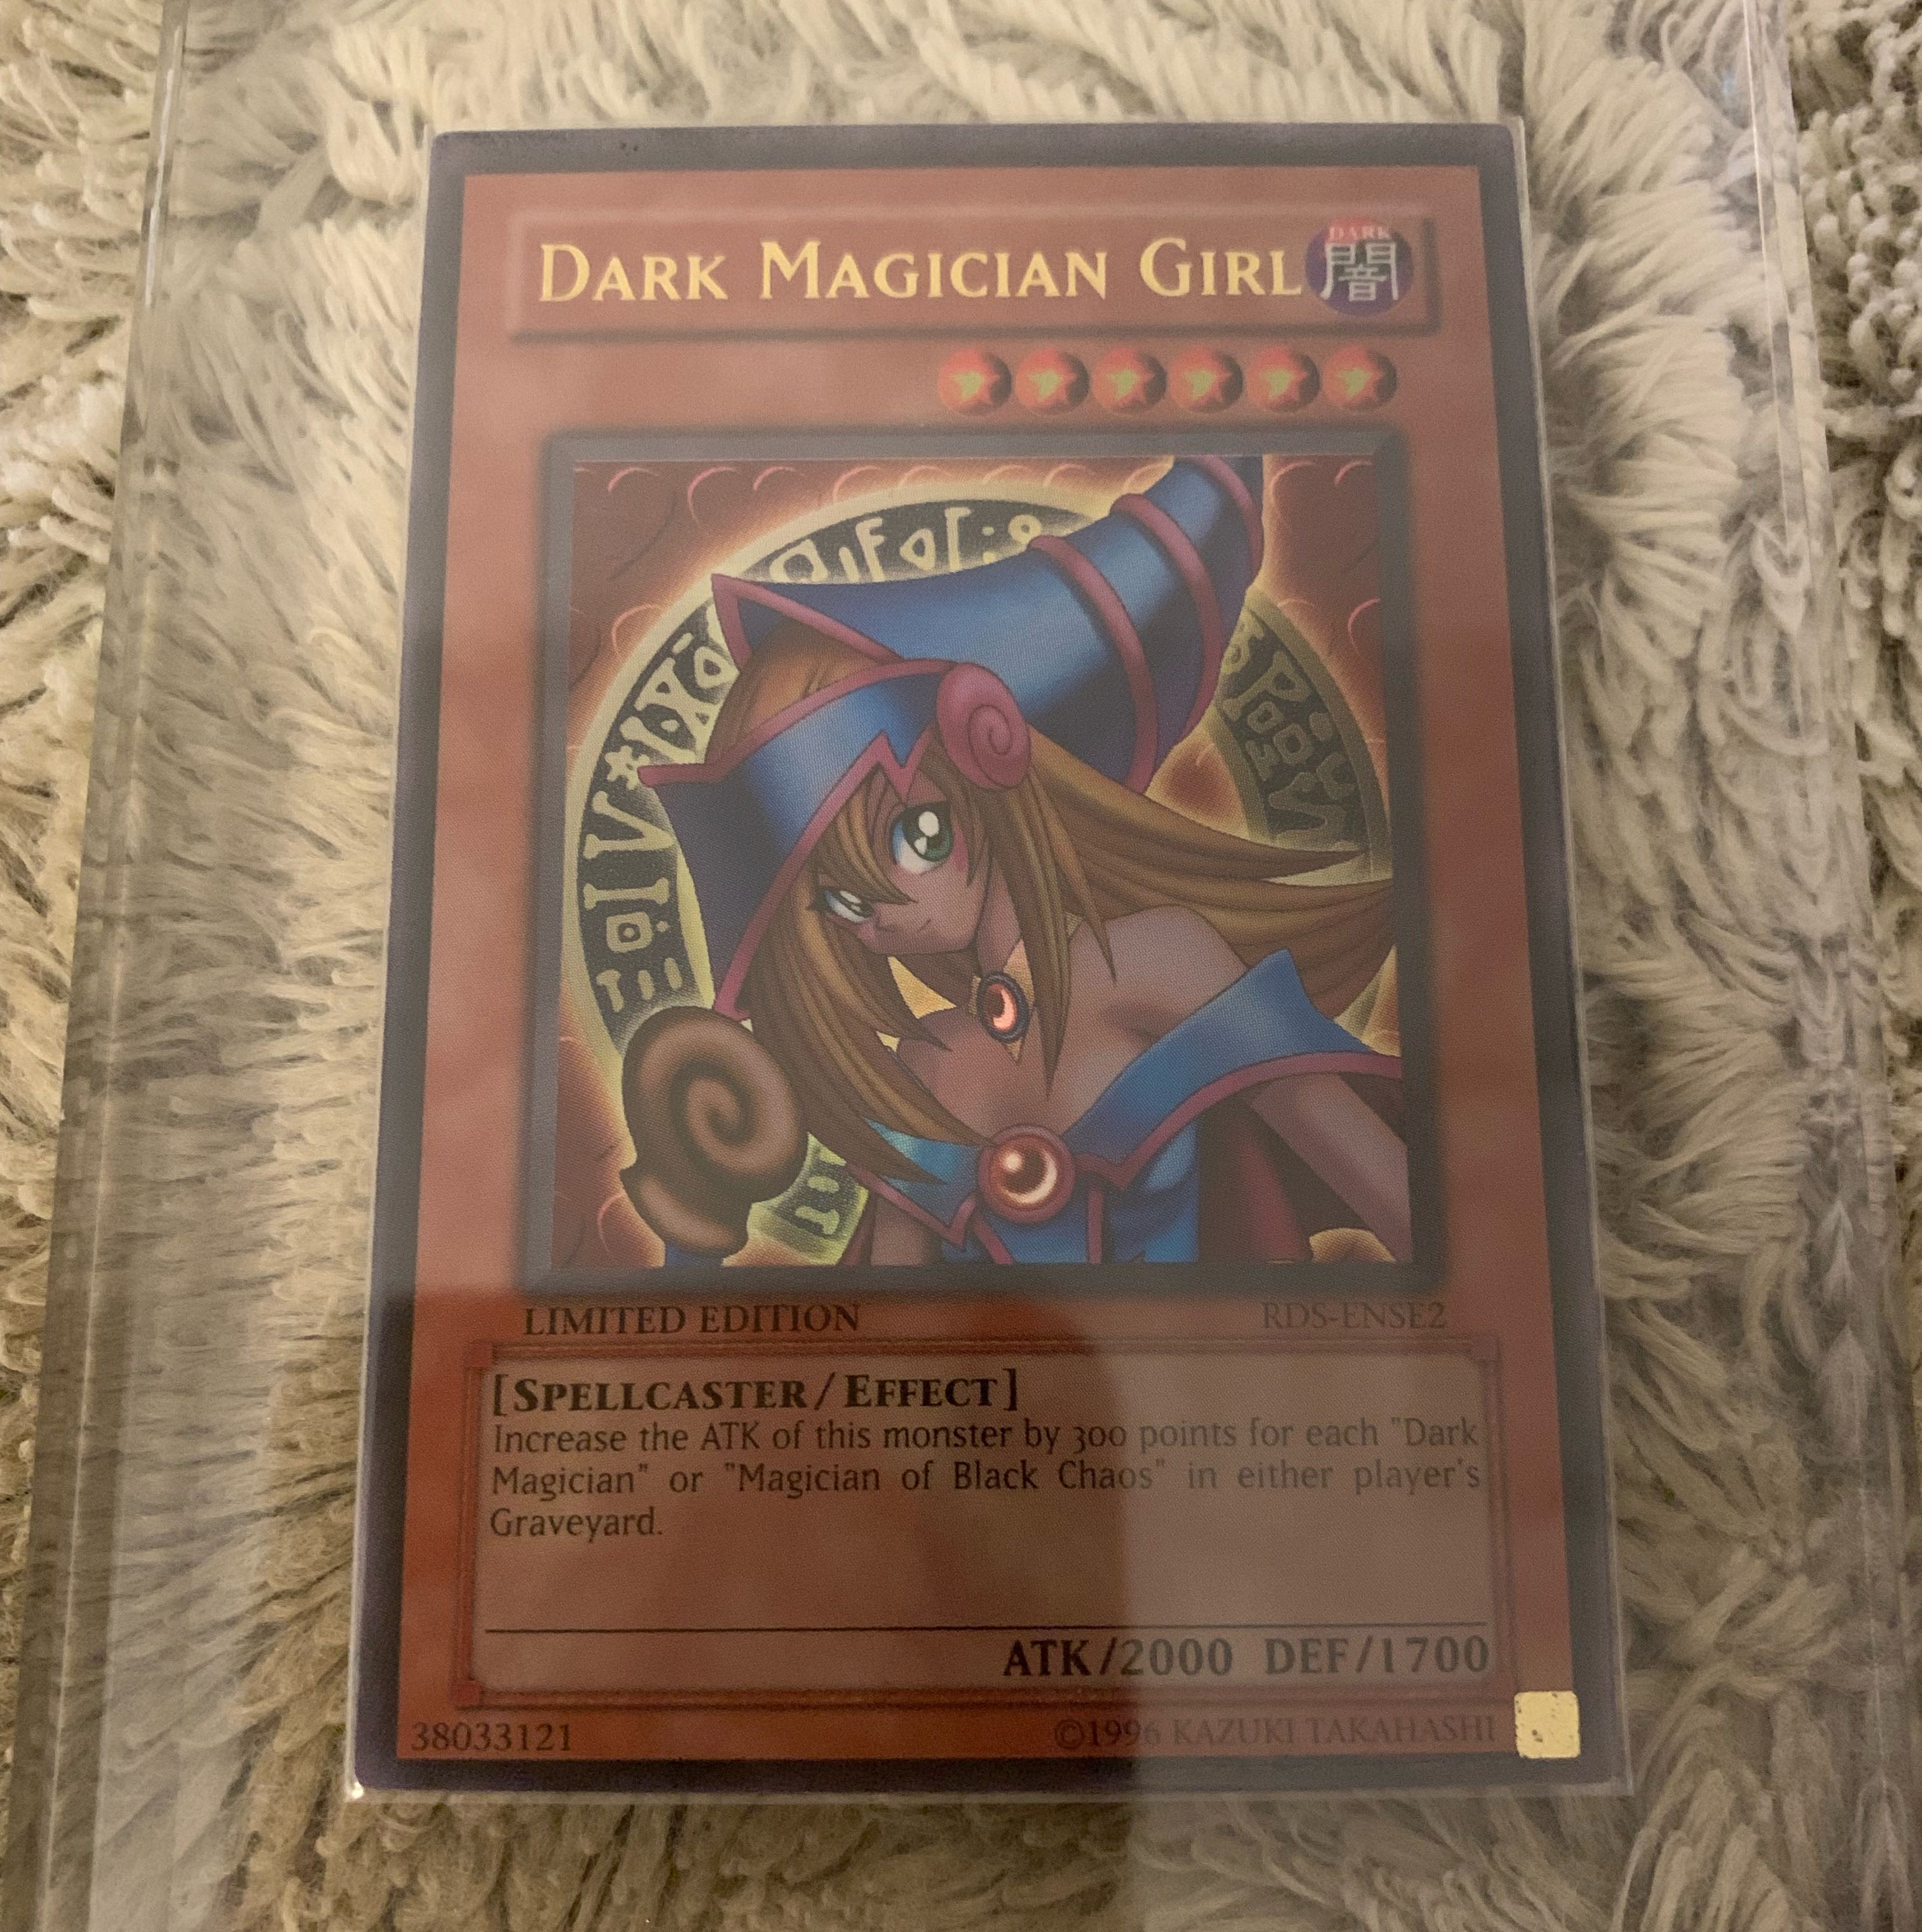 DARK MAGICIAN GIRL
DARK
闇
LIMITED EDITION RDS-ENSE2
[SPELLCASTER/EFFECT]
Increase the ATK of this monster by 300 points for each "Dark
Magician" or "Magician of Black Chaos" in either player's
Graveyard.
ATK/2000 DEF/1700
38033121 ©1996 KAZUKI TAKAHASHI